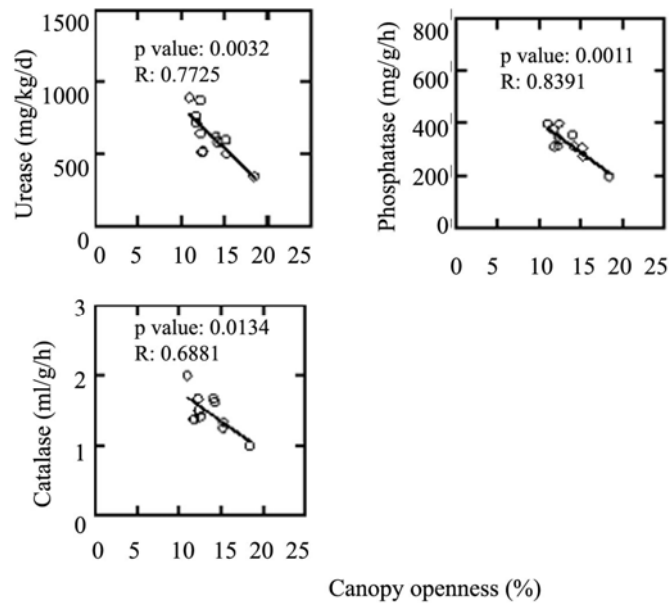 1500
1000
500
0
Urease (mg/kg/d)
p value: 0.0032
R: 0.7725
0 5 10 15 20 25
800
600
400
200
0
Phosphatase (mg/g/h)
p value: 0.0011
R: 0.8391
0 5 10 15 20 25
3
2
1
0
Catalase (ml/g/h)
p value: 0.0134
R: 0.6881
0 5 10 15 20 25
Canopy openness (%)